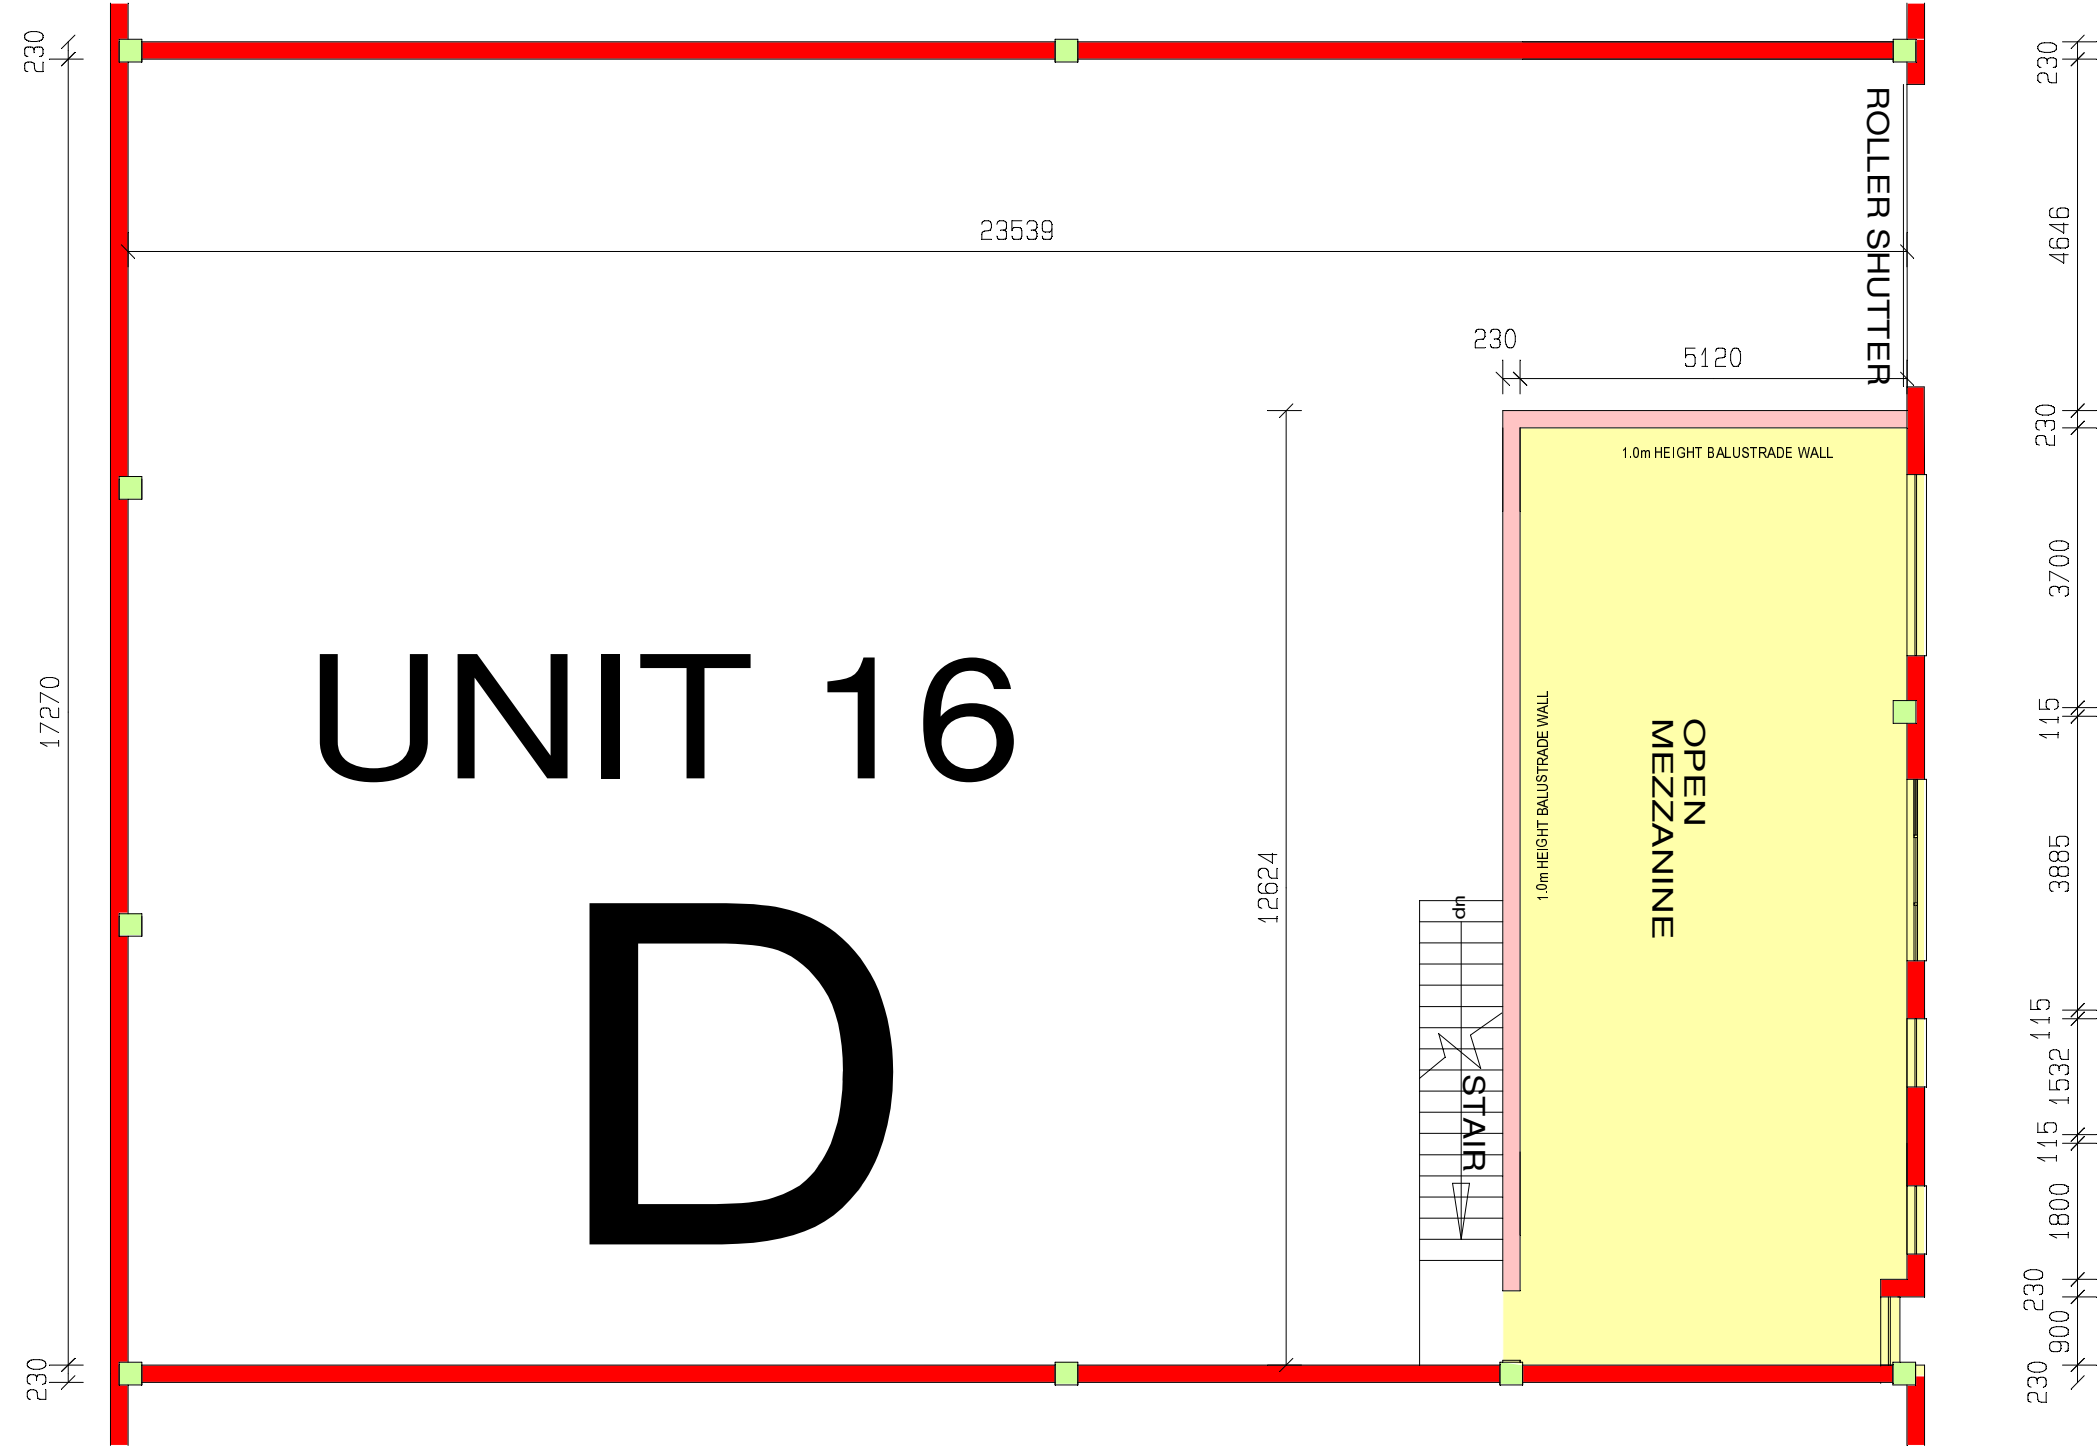 230
230
ROLLER SHUTTER
23539
4646
230
5120
230
1.0m HEIGHT BALUSTRADE WALL
3700
UNIT 16
17270
1.0m HEIGHT BALUSTRADE WALL
OPEN
MEZZANINE
115
12624
3885
dn
D
STAIR
115
1532
115
1800
230
900
230
230